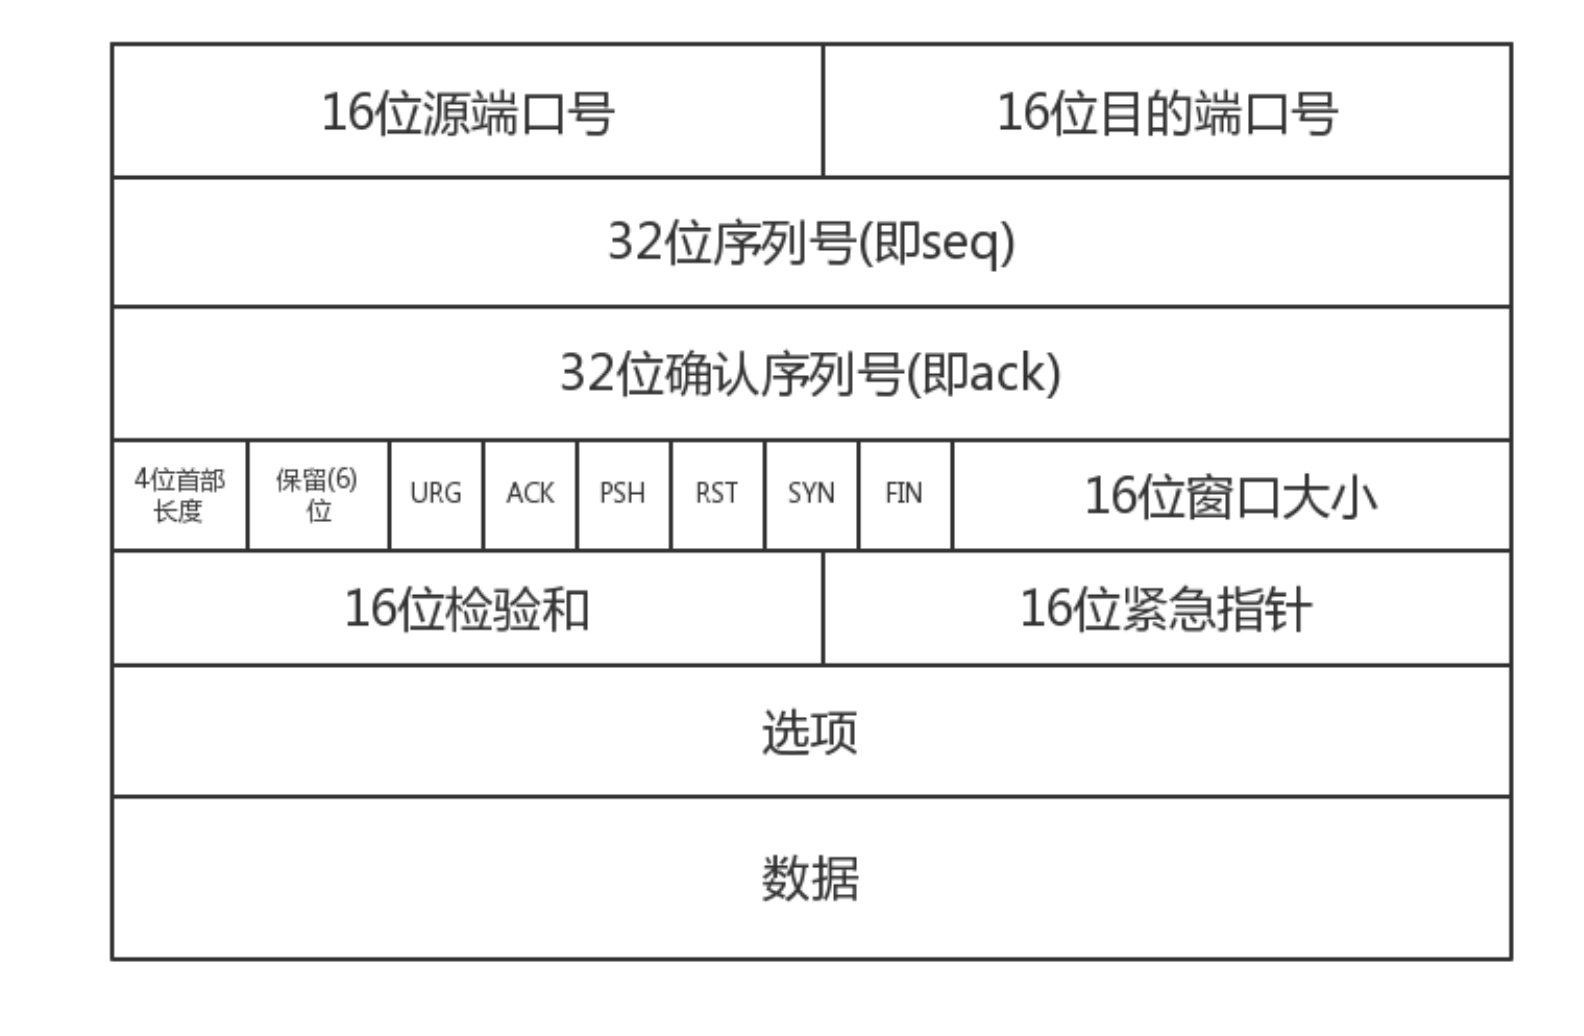 16位源端口号
16位目的端口号
32位序列号(即seq)
32位确认序列号(即ack)
4位首部
长度
保留(6)
位
URG
ACK
PSH
RST
SYN
FIN
16位窗口大小
16位检验和
16位紧急指针
选项
数据